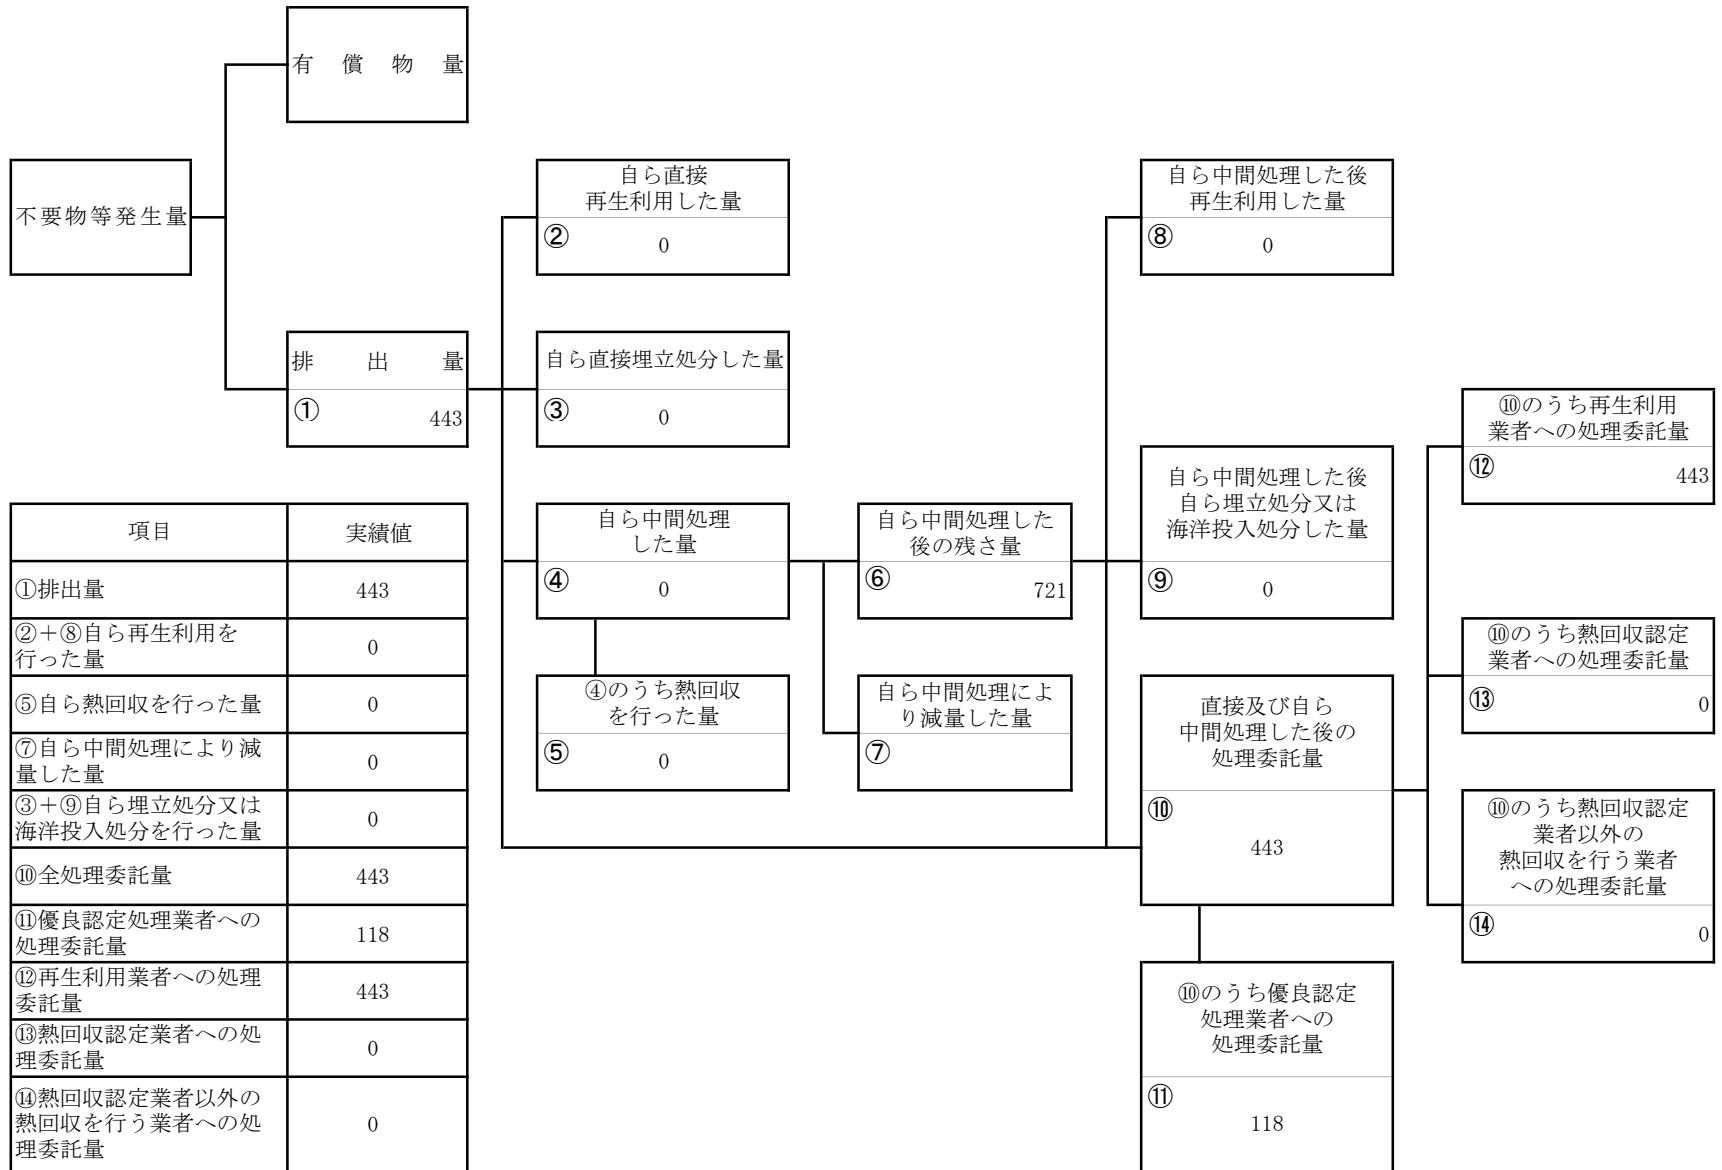 有償物量
不要物等発生量
排出量
①
443
自ら直接
再生利用した量
②
0
自ら直接埋立処分した量
③
0
自ら中間処理
した量
④
0
④のうち熱回収
を行った量
⑤
0
自ら中間処理した
後の残さ量
⑥
721
自ら中間処理によ
り減量した量
⑦
自ら中間処理した後
再生利用した量
⑧
0
自ら中間処理した後
自ら埋立処分又は
海洋投入処分した量
⑨
0
直接及び自ら
中間処理した後の
処理委託量
⑩
443
⑩のうち優良認定
処理業者への
処理委託量
⑪
118
⑩のうち再生利用
業者への処理委託量
⑫
443
⑩のうち熱回収認定
業者への処理委託量
⑬
0
⑩のうち熱回収認定
業者以外の
熱回収を行う業者
への処理委託量
⑭
0
項目 実績値
①排出量 443
②+⑧自ら再生利用を
行った量 0
⑤自ら熱回収を行った量 0
⑦自ら中間処理により減
量した量 0
③+⑨自ら埋立処分又は
海洋投入処分を行った量 0
⑩全処理委託量 443
⑪優良認定処理業者への
処理委託量 118
⑫再生利用業者への処理
委託量 443
⑬熱回収認定業者への処
理委託量 0
⑭熱回収認定業者以外の
熱回収を行う業者への処
理委託量 0